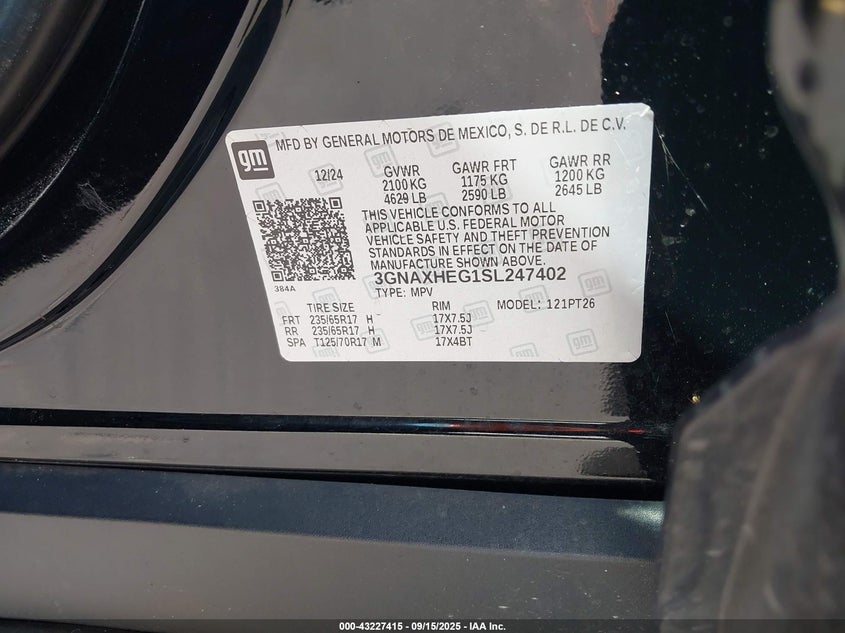 gm
MFD BY GENERAL MOTORS DE MEXICO, S. DE R.L. DE C.V.
12/24 GVWR GAWR FRT GAWR RR
2100 KG 1175 KG 1200 KG
4629 LB 2590 LB 2645 LB
THIS VEHICLE CONFORMS TO ALL
APPLICABLE U.S. FEDERAL MOTOR
VEHICLE SAFETY AND THEFT PREVENTION
STANDARDS IN EFFECT ON THE DATE OF
MANUFACTURE SHOWN ABOVE.
384A
3GNAXHEG1SL247402
TYPE: MPV
TIRE SIZE RIM MODEL: 121PT26
FRT 235/65R17 H 17X7.5J
RR 235/65R17 H 17X7.5J
SPA T125/70R17 M 17X4BT
000-43227415 - 09/15/2025 - IAA Inc.